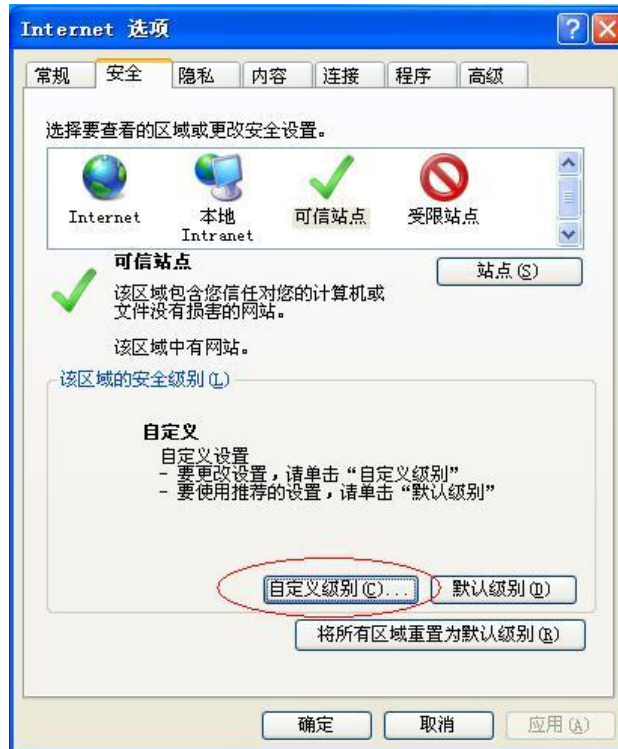 Internet 选项
常规 安全 隐私 内容 连接 程序 高级
选择要查看的区域或更改安全设置。
Internet 本地 Intranet 可信站点 受限站点
可信站点
站点(S)
该区域包含您信任对您的计算机或
文件没有损害的网站。
该区域中有网站。
该区域的安全级别(L)
自定义
自定义设置
- 要更改设置，请单击“自定义级别”
- 要使用推荐的设置，请单击“默认级别”
自定义级别(C)... 默认级别(D)
将所有区域重置为默认级别(R)
确定 取消 应用(A)